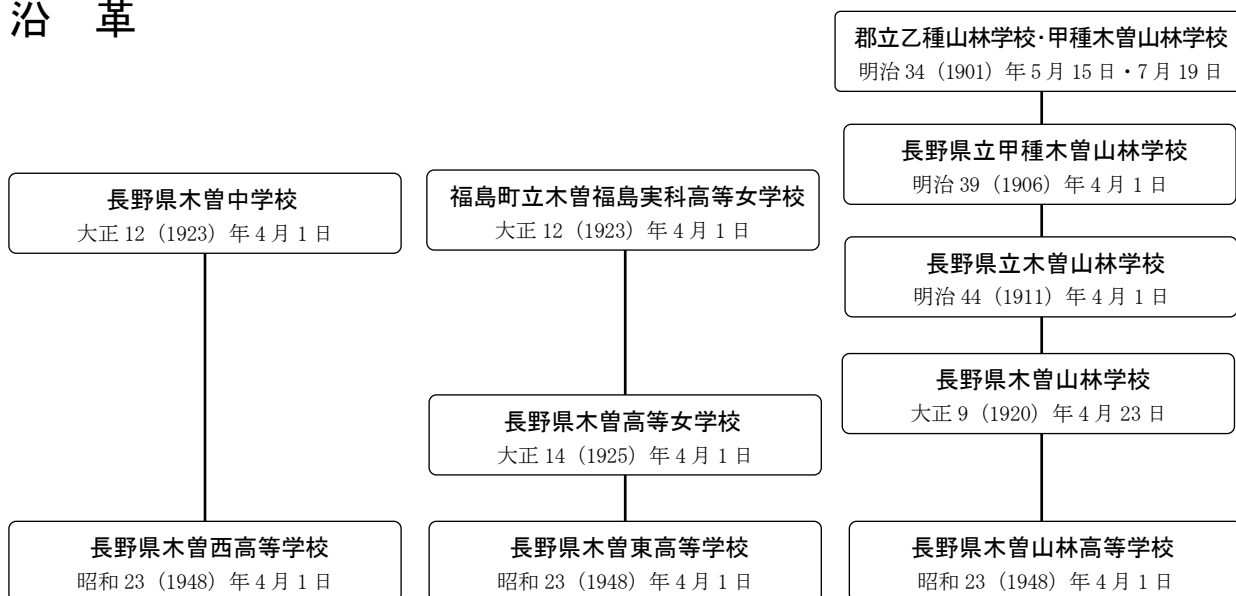 沿 革
郡立乙種山林学校・甲種木曽山林学校
明治 34（1901）年 5 月 15 日・7 月 19 日
長野県立甲種木曽山林学校
明治 39（1906）年 4 月 1 日
長野県木曽中学校
大正 12（1923）年 4 月 1 日
福島町立木曽福島実科高等女学校
大正 12（1923）年 4 月 1 日
長野県立木曽山林学校
明治 44（1911）年 4 月 1 日
長野県木曽山林学校
大正 9（1920）年 4 月 23 日
長野県木曽高等女学校
大正 14（1925）年 4 月 1 日
長野県木曽西高等学校
昭和 23（1948）年 4 月 1 日
長野県木曽東高等学校
昭和 23（1948）年 4 月 1 日
長野県木曽山林高等学校
昭和 23（1948）年 4 月 1 日